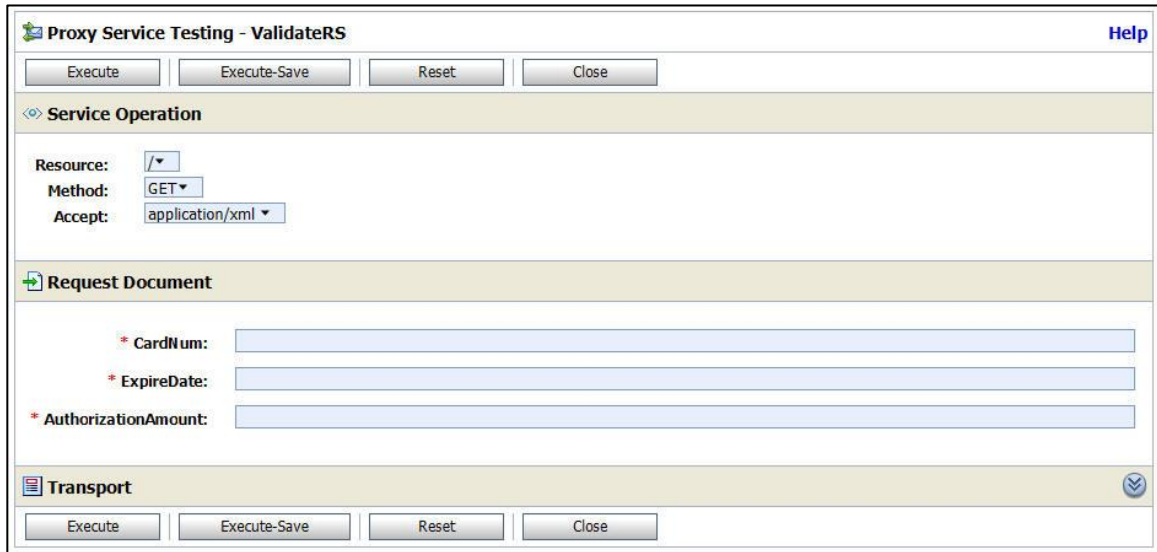 Proxy Service Testing - ValidateRS Help
Execute Execute-Save Reset Close
Service Operation
Resource: /
Method: GET
Accept: application/xml
Request Document
* CardNum:
* ExpireDate:
* AuthorizationAmount:
Transport
Execute Execute-Save Reset Close